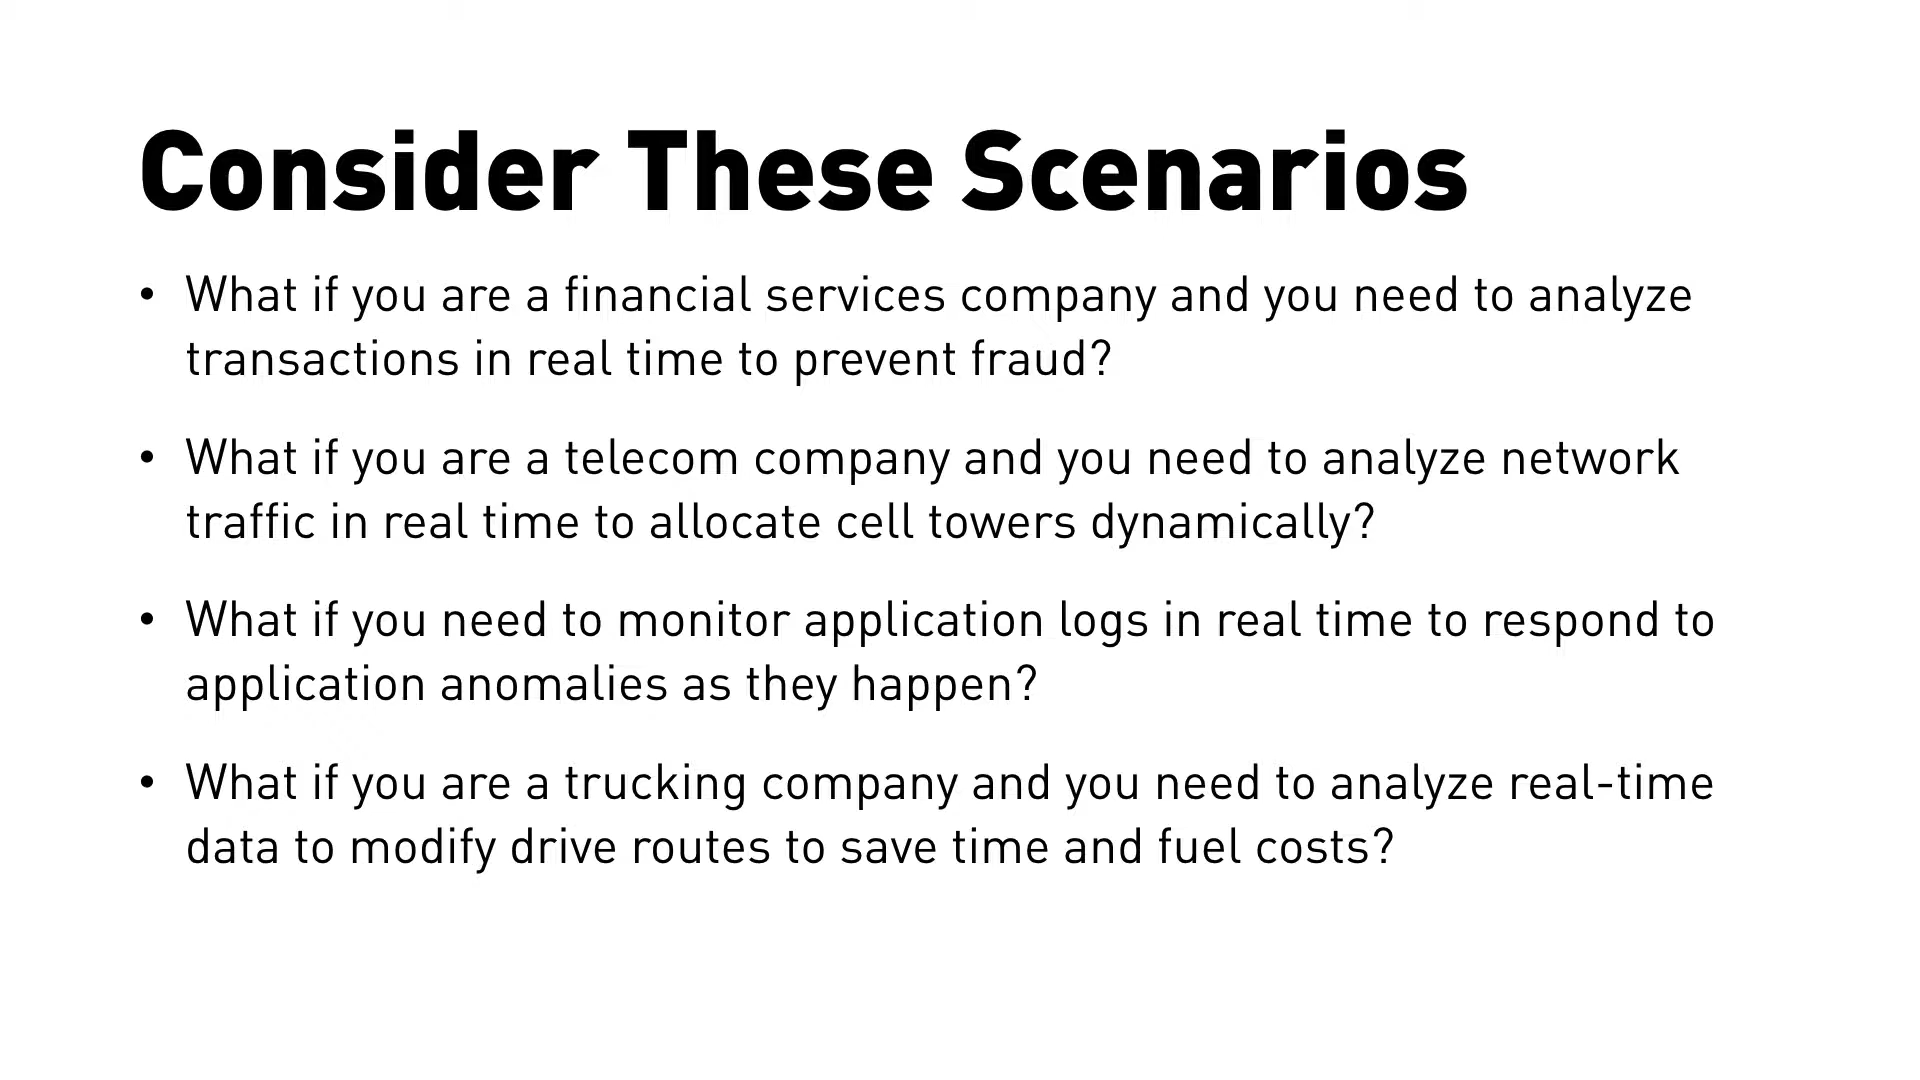 Consider These Scenarios
• What if you are a financial services company and you need to analyze
transactions in real time to prevent fraud?
• What if you are a telecom company and you need to analyze network
traffic in real time to allocate cell towers dynamically?
• What if you need to monitor application logs in real time to respond to
application anomalies as they happen?
• What if you are a trucking company and you need to analyze real-time
data to modify drive routes to save time and fuel costs?